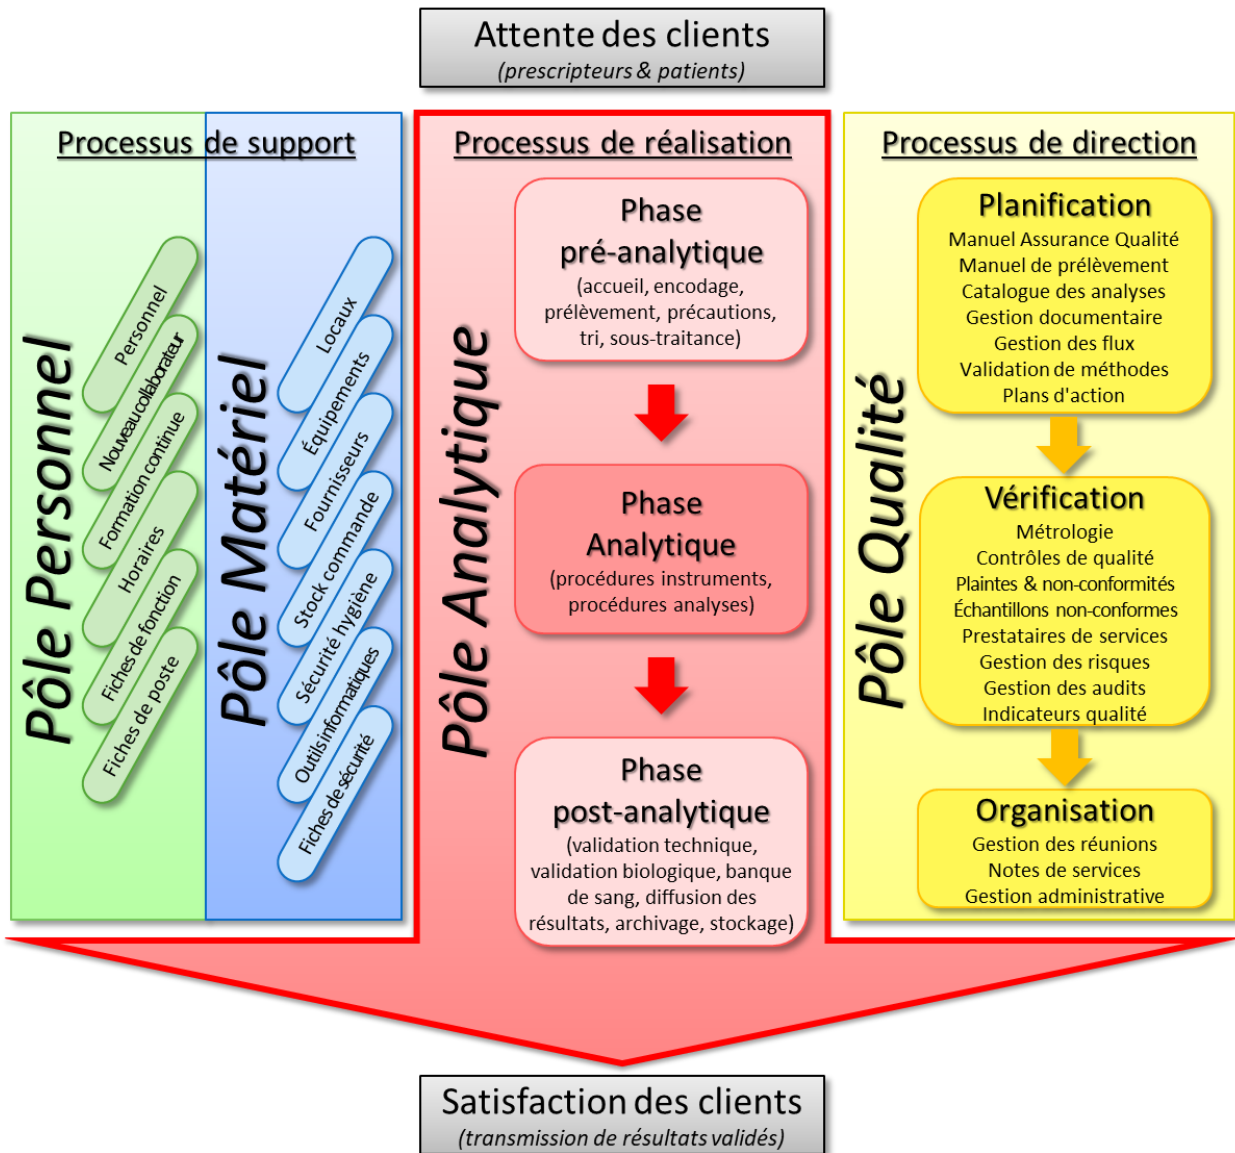 Attente des clients
(prescripteurs & patients)
Processus de support
Pôle Personnel
Personnel
Nouveau collaborateur
Formation continue
Horaires
Fiches de fonction
Fiches de poste
Pôle Matériel
Locaux
Équipements
Fournisseurs
Stock commande
Sécurité hygiène
Outils informatiques
Fiches de sécurité
Processus de réalisation
Pôle Analytique
Phase
pré-analytique
(accueil, encodage,
prélèvement, précautions,
tri, sous-traitance)
Phase
Analytique
(procédures instruments,
procédures analyses)
Phase
post-analytique
(validation technique,
validation biologique, banque
de sang, diffusion des
résultats, archivage, stockage)
Processus de direction
Pôle Qualité
Planification
Manuel Assurance Qualité
Manuel de prélèvement
Catalogue des analyses
Gestion documentaire
Gestion des flux
Validation de méthodes
Plans d'action
Vérification
Métrologie
Contrôles de qualité
Plaintes & non-conformités
Échantillons non-conformes
Prestataires de services
Gestion des risques
Gestion des audits
Indicateurs qualité
Organisation
Gestion des réunions
Notes de services
Gestion administrative
Satisfaction des clients
(transmission de résultats validés)